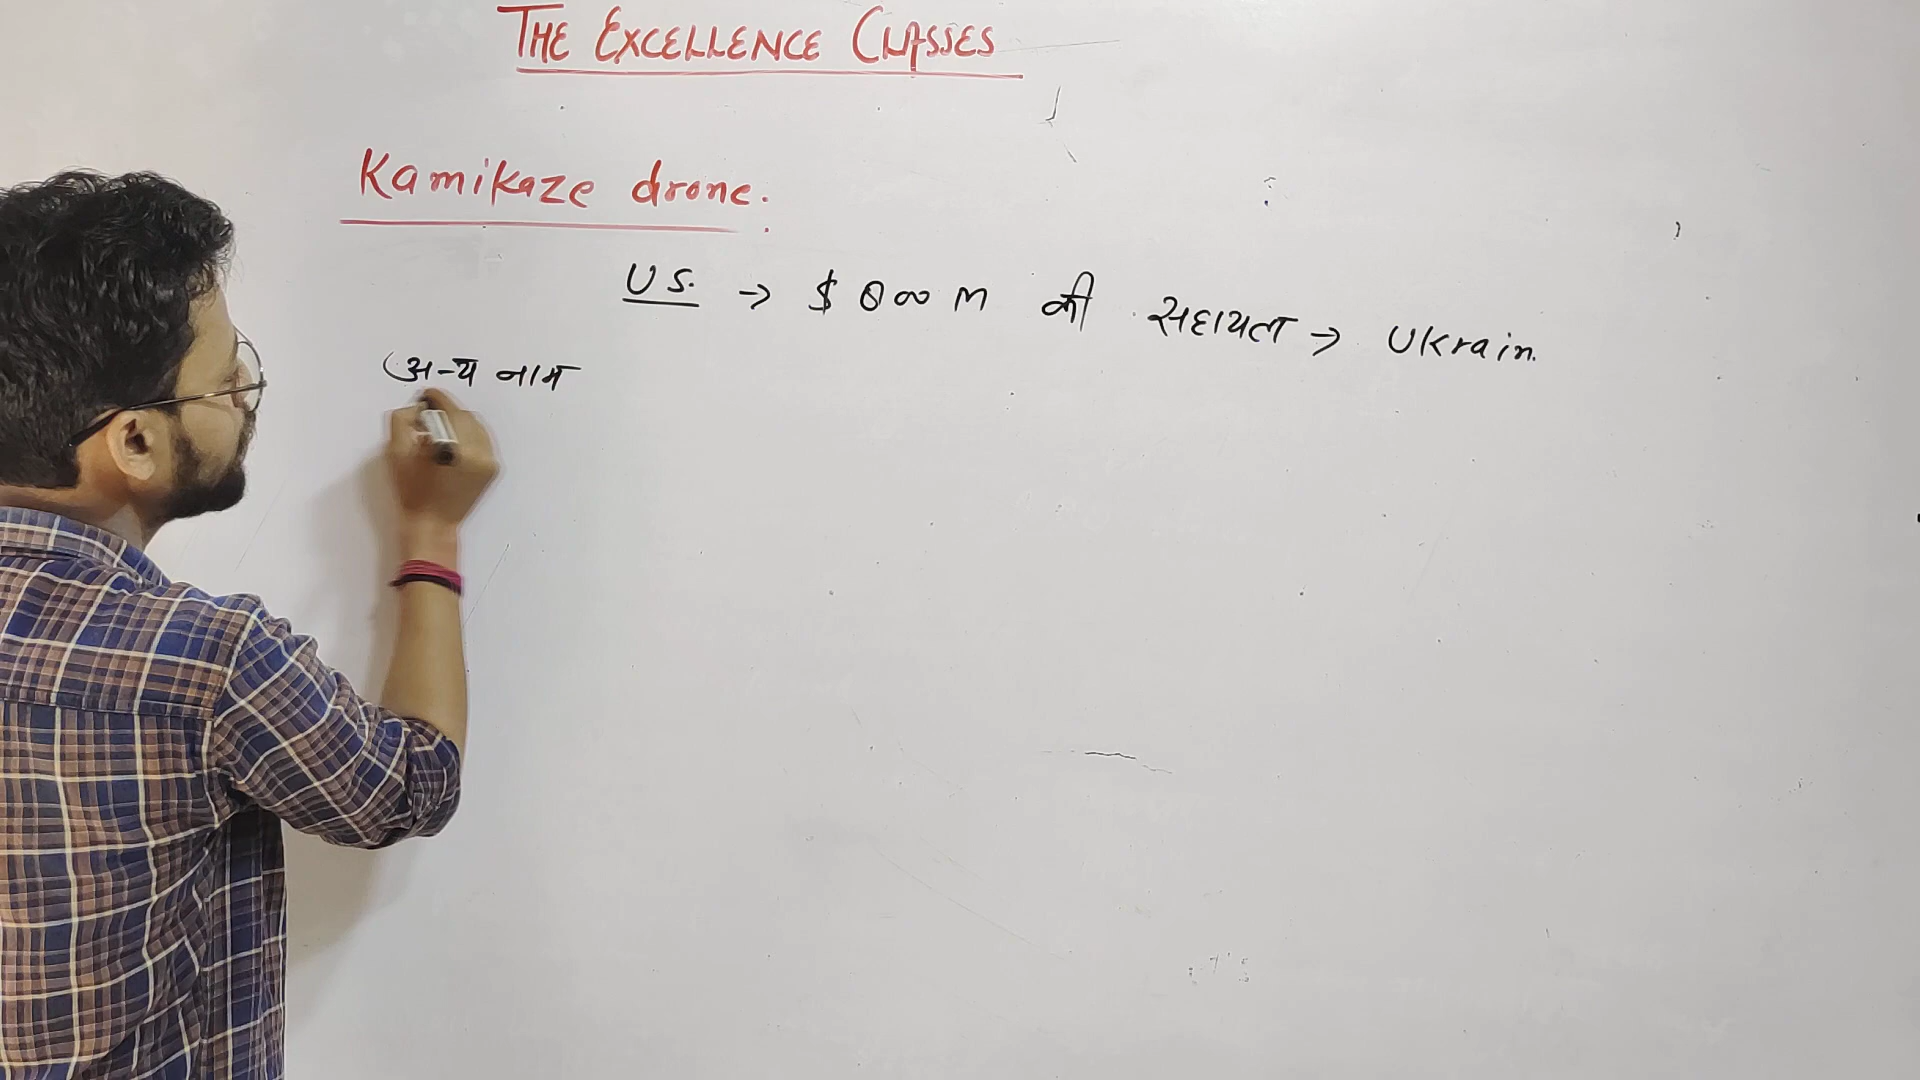 THE EXCELLENCE CLASSES
Kamikaze drone.
U S. → $ 800 M की सहायता → Ukrain.
(अन्य नाम